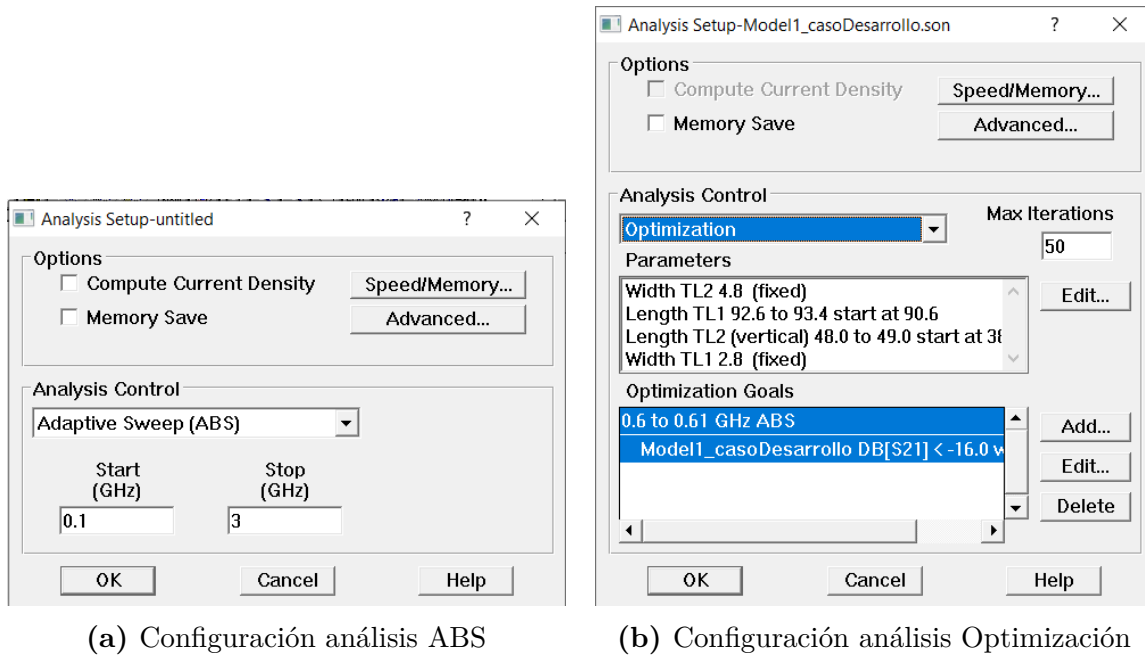 Analysis Setup-untitled ? ×
Options
Compute Current Density Speed/Memory...
Memory Save Advanced...
Analysis Control
Adaptive Sweep (ABS)
Start Stop
(GHz) (GHz)
0.1 3
OK Cancel Help
(a) Configuración análisis ABS
Analysis Setup-Model1_casoDesarrollo.son ? ×
Options
Compute Current Density Speed/Memory...
Memory Save Advanced...
Analysis Control
Max Iterations
Optimization
50
Parameters
Width TL2 4.8 (fixed)
Edit...
Length TL1 92.6 to 93.4 start at 90.6
Length TL2 (vertical) 48.0 to 49.0 start at
Width TL1 2.8 (fixed)
Optimization Goals
0.6 to 0.61 GHz ABS
Add...
Model1_casoDesarrollo DB[S21] < -16.0
Edit...
Delete
OK Cancel Help
(b) Configuración análisis Optimización